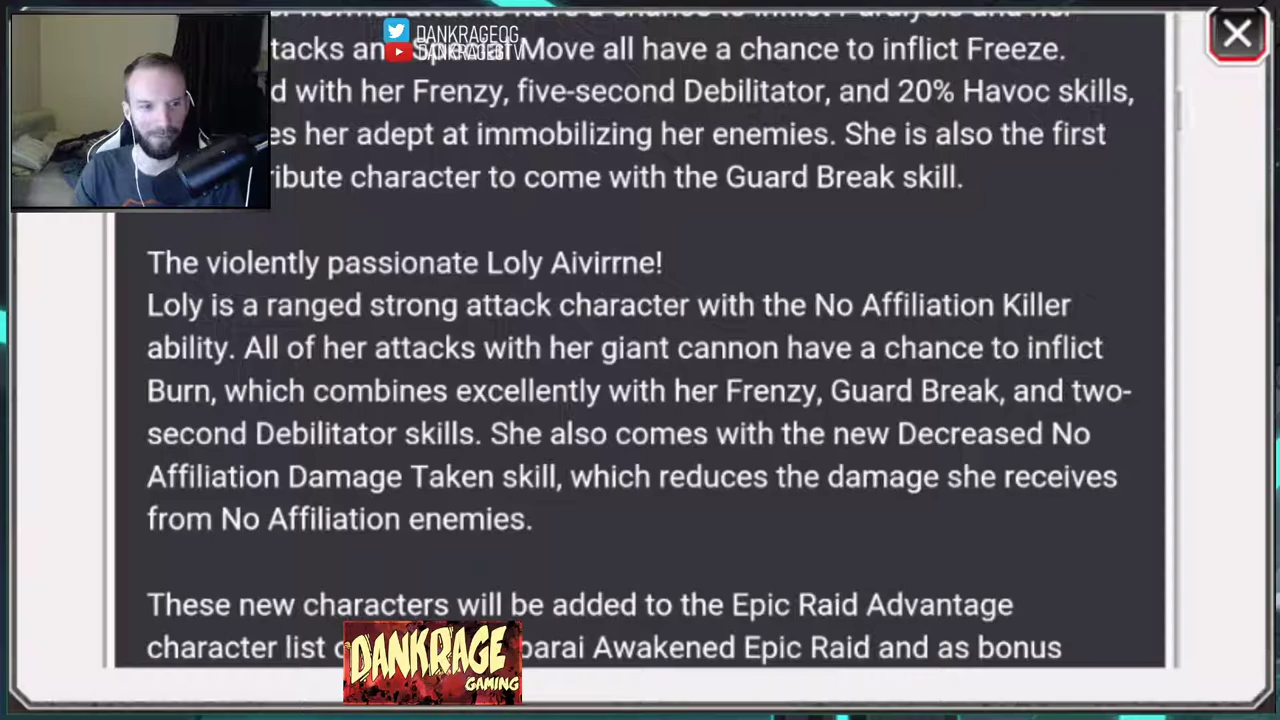 DANKRAGEOG
DANKRAGETV
tacks and Special Move all have a chance to inflict Freeze.
d with her Frenzy, five-second Debilitator, and 20% Havoc skills,
es her adept at immobilizing her enemies. She is also the first
ribute character to come with the Guard Break skill.
The violently passionate Loly Aivirrne!
Loly is a ranged strong attack character with the No Affiliation Killer
ability. All of her attacks with her giant cannon have a chance to inflict
Burn, which combines excellently with her Frenzy, Guard Break, and two-
second Debilitator skills. She also comes with the new Decreased No
Affiliation Damage Taken skill, which reduces the damage she receives
from No Affiliation enemies.
These new characters will be added to the Epic Raid Advantage
character list parai Awakened Epic Raid and as bonus
DANKRAGE
GAMING